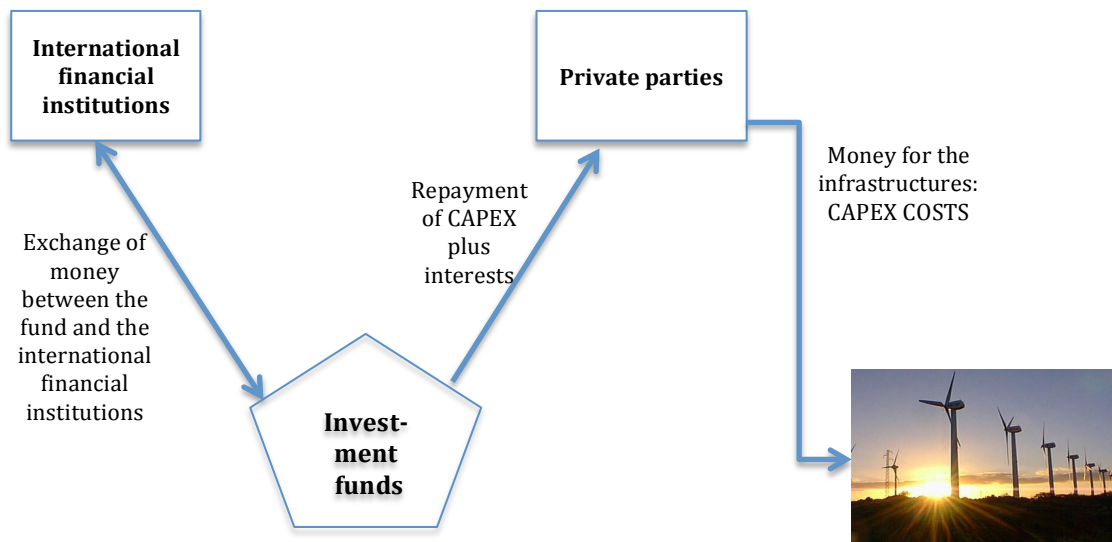 International
financial
institutions
Private parties
Money for the
infrastructures:
CAPEX COSTS
Repayment
of CAPEX
plus
interests
Exchange of
money
between the
fund and the
international
financial
institutions
Invest-
ment
funds